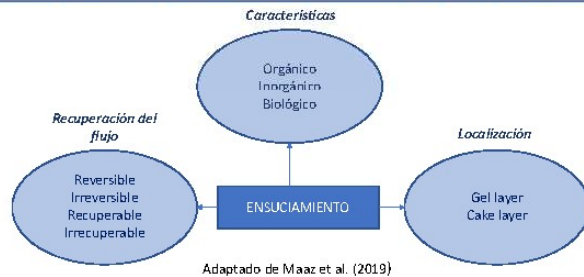 Características
Orgánico
Inorgánico
Biológico
Recuperación del
flujo
Reversible
Irreversible
Recuperable
Irrecuperable
ENSUCIAMIENTO
Localización
Gel layer
Cake layer
Adaptado de Maaz et al. (2019)